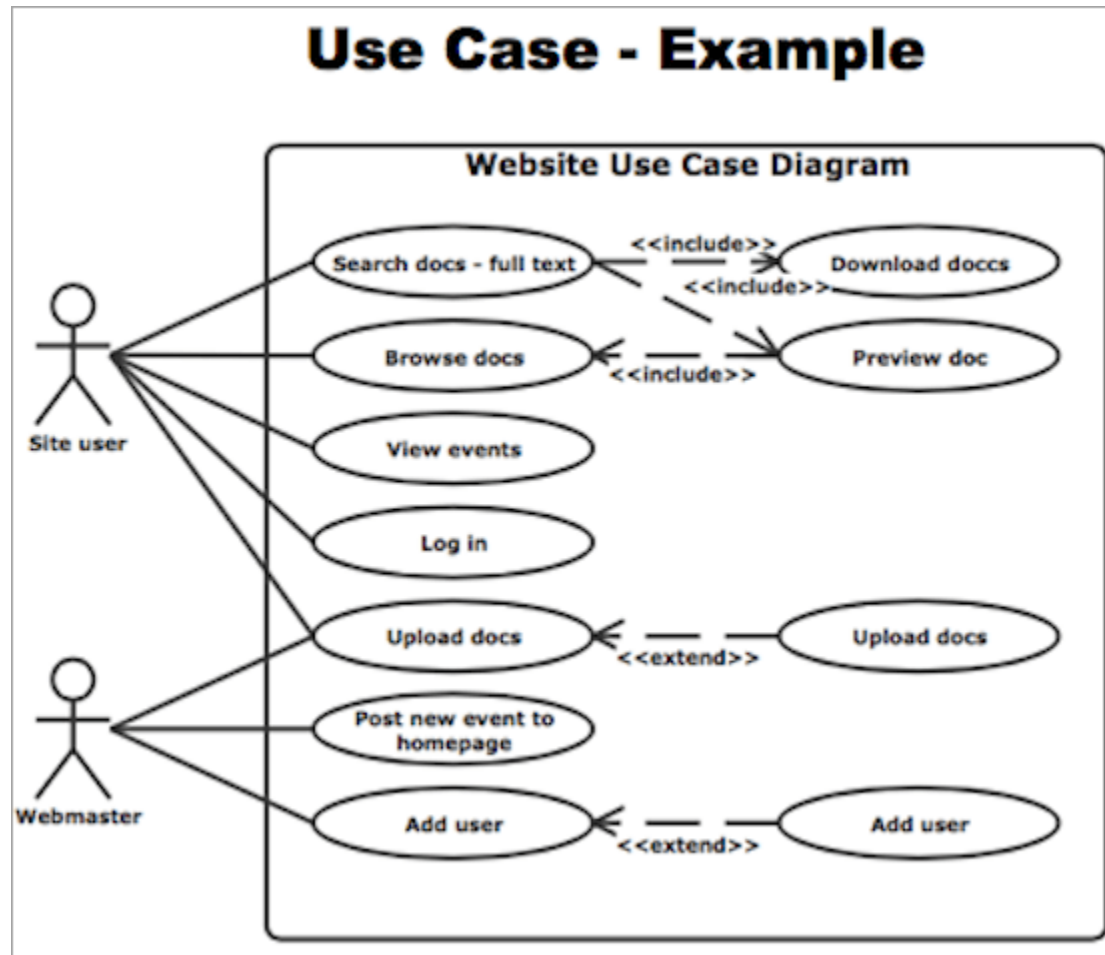 Use Case - Example
Website Use Case Diagram
Search docs - full text
<<include>>
Download doccs
<<include>>
Browse docs
<<include>>
Preview doc
Site user
View events
Log in
Upload docs
<<extend>>
Upload docs
Post new event to
homepage
Webmaster
Add user
<<extend>>
Add user